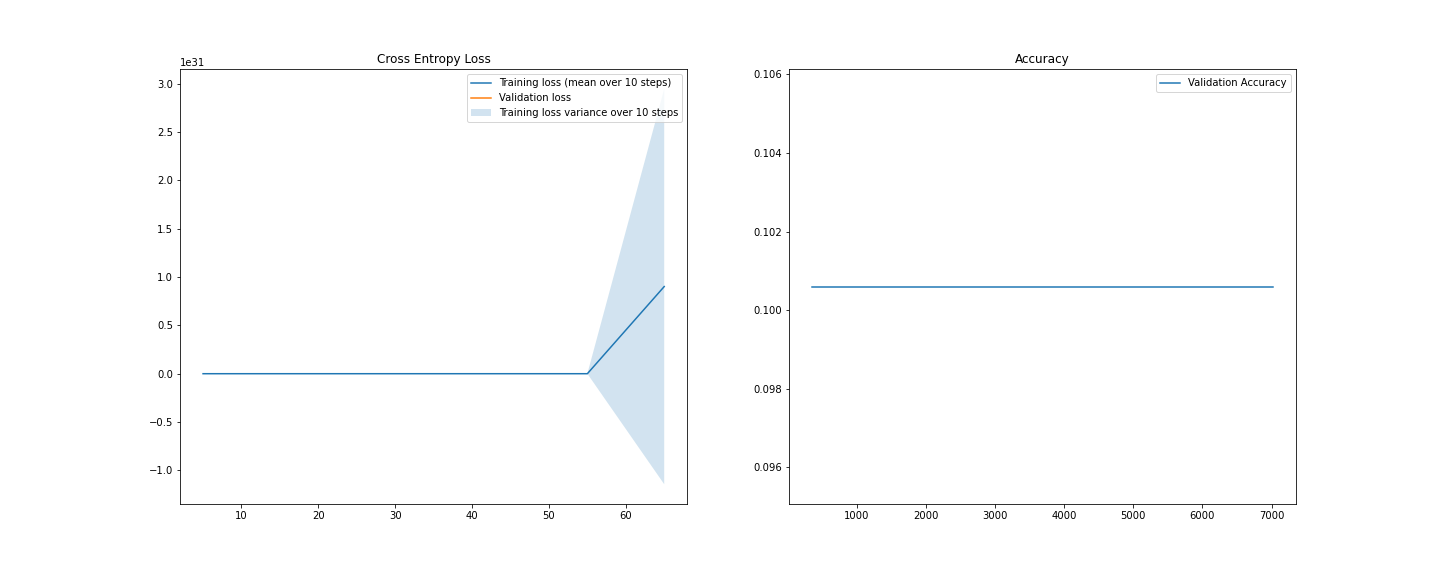 Cross Entropy Loss
1e31
Training loss (mean over 10 steps)
Validation loss
Training loss variance over 10 steps
3.0
2.5
2.0
1.5
1.0
0.5
0.0
−0.5
−1.0
10 20 30 40 50 60
Accuracy
Validation Accuracy
0.106
0.104
0.102
0.100
0.098
0.096
1000 2000 3000 4000 5000 6000 7000